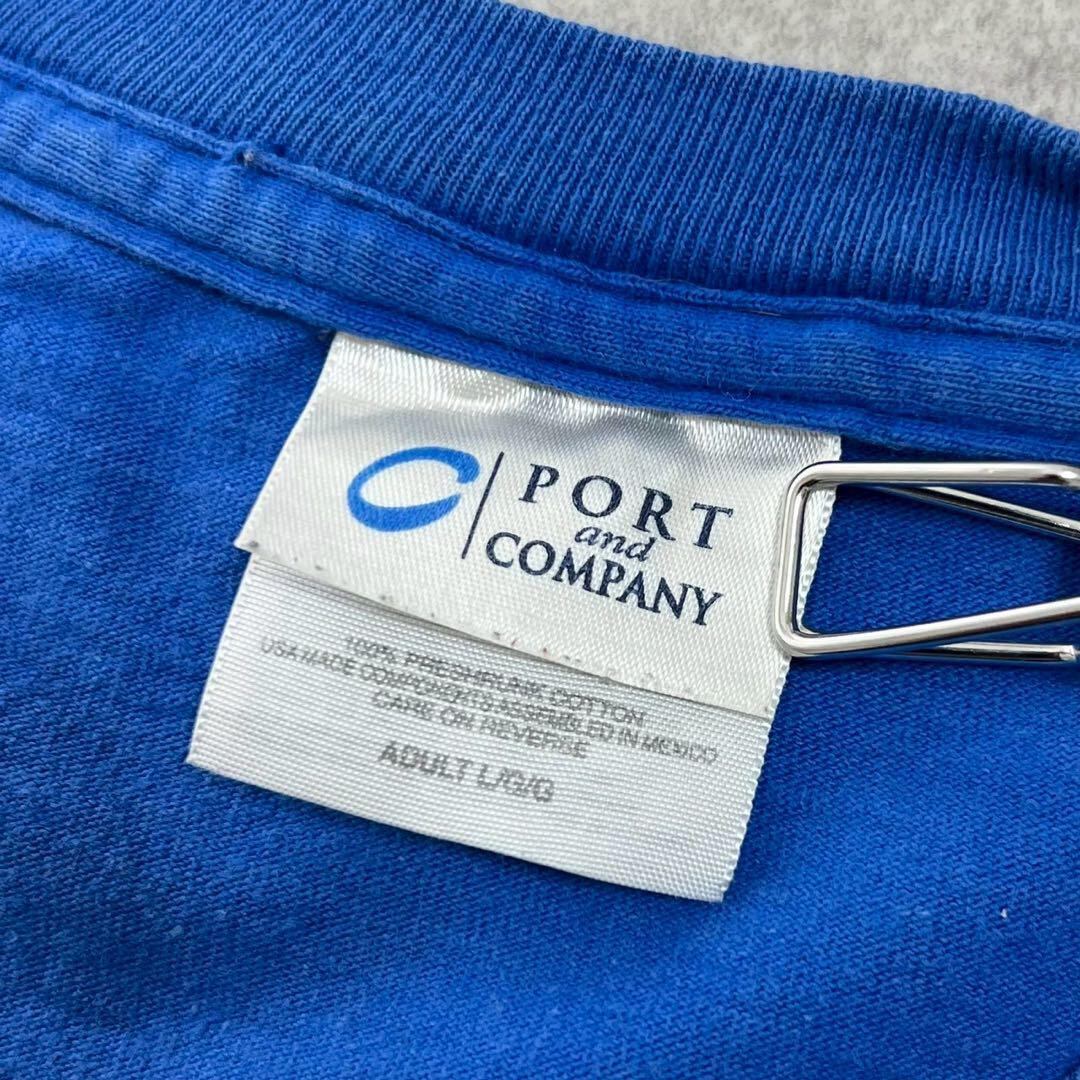 PORT
and
COMPANY
100% PRESHRUNK COTTON
USA MADE COMPONENTS ASSEMBLED IN MEXICO
CARE ON REVERSE
ADULT L/G/G